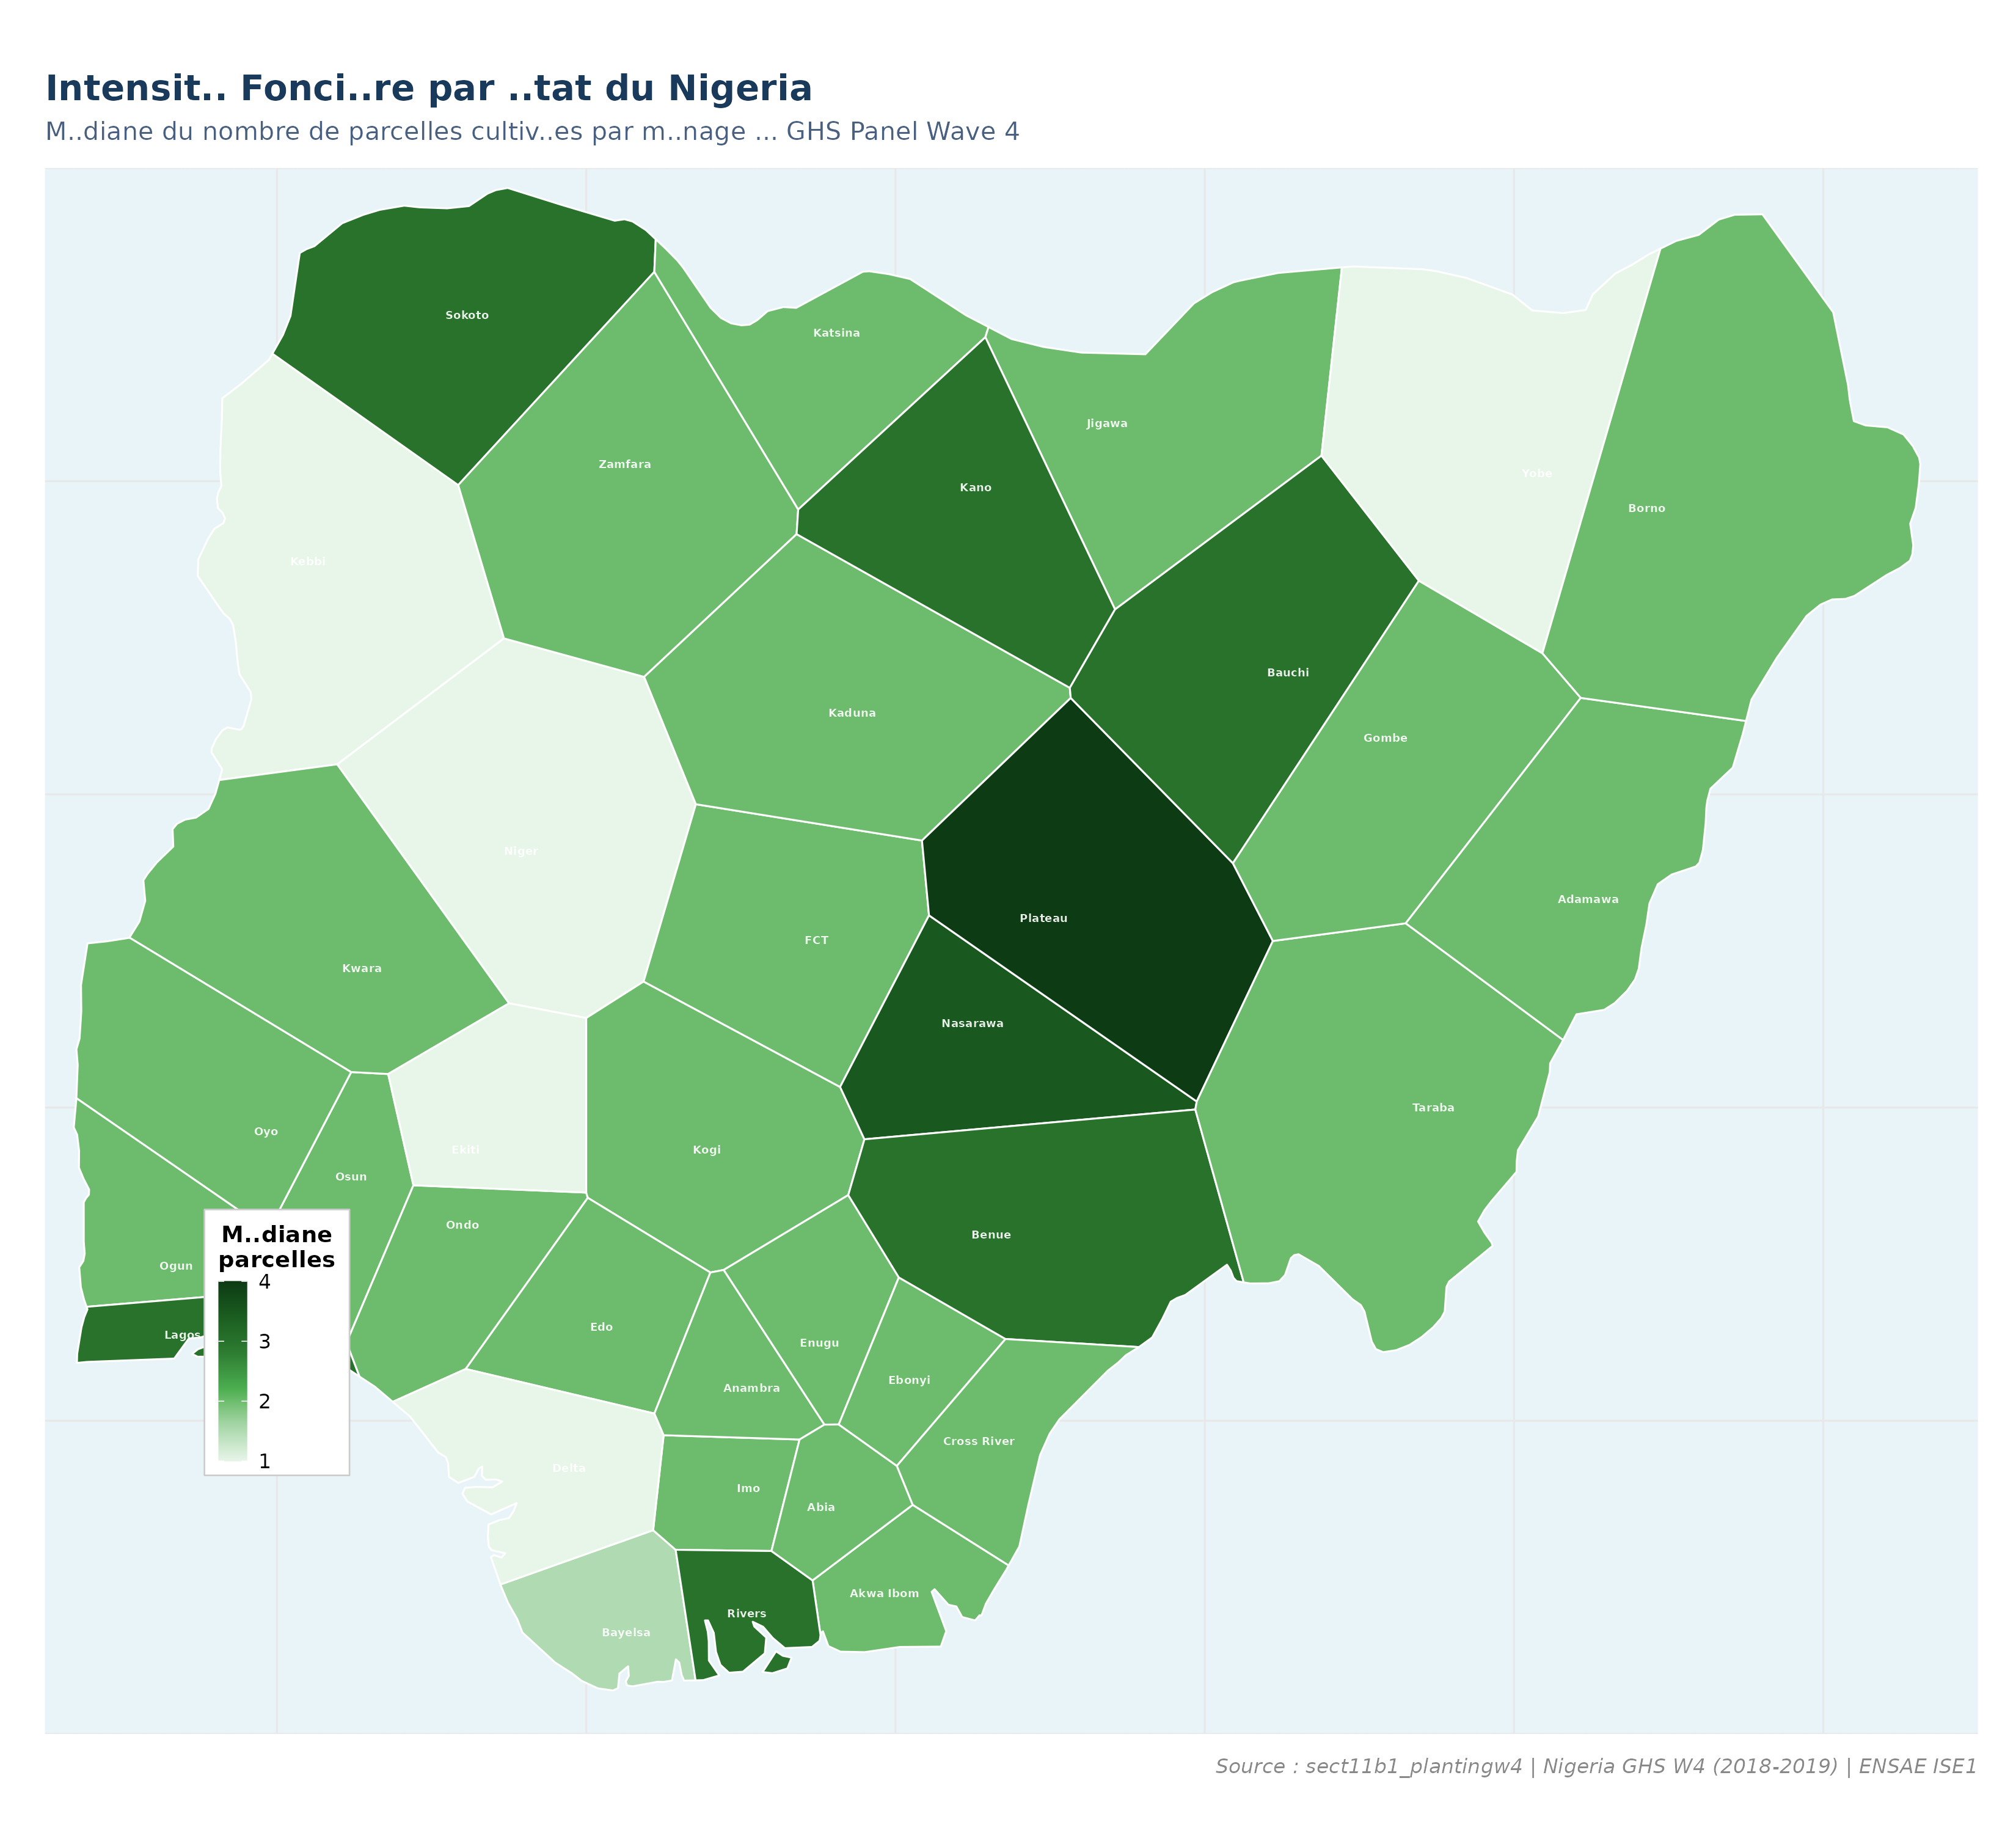 Intensit.. Fonci..re par ..tat du Nigeria
M..diane du nombre de parcelles cultiv..es par m..nage ... GHS Panel Wave 4
Sokoto
Katsina
Jigawa
Zamfara
Yobe
Kano
Borno
Kebbi
Bauchi
Kaduna
Gombe
Niger
Adamawa
Plateau
FCT
Kwara
Nasarawa
Taraba
Oyo
Ekiti
Kogi
Osun
Ondo
Benue
Ogun
Edo
Lagos
Enugu
Ebonyi
Anambra
Cross River
Delta
Imo
Abia
Akwa Ibom
Rivers
Bayelsa
M..diane
parcelles
4
3
2
1
Source : sect11b1_plantingw4 | Nigeria GHS W4 (2018-2019) | ENSAE ISE1